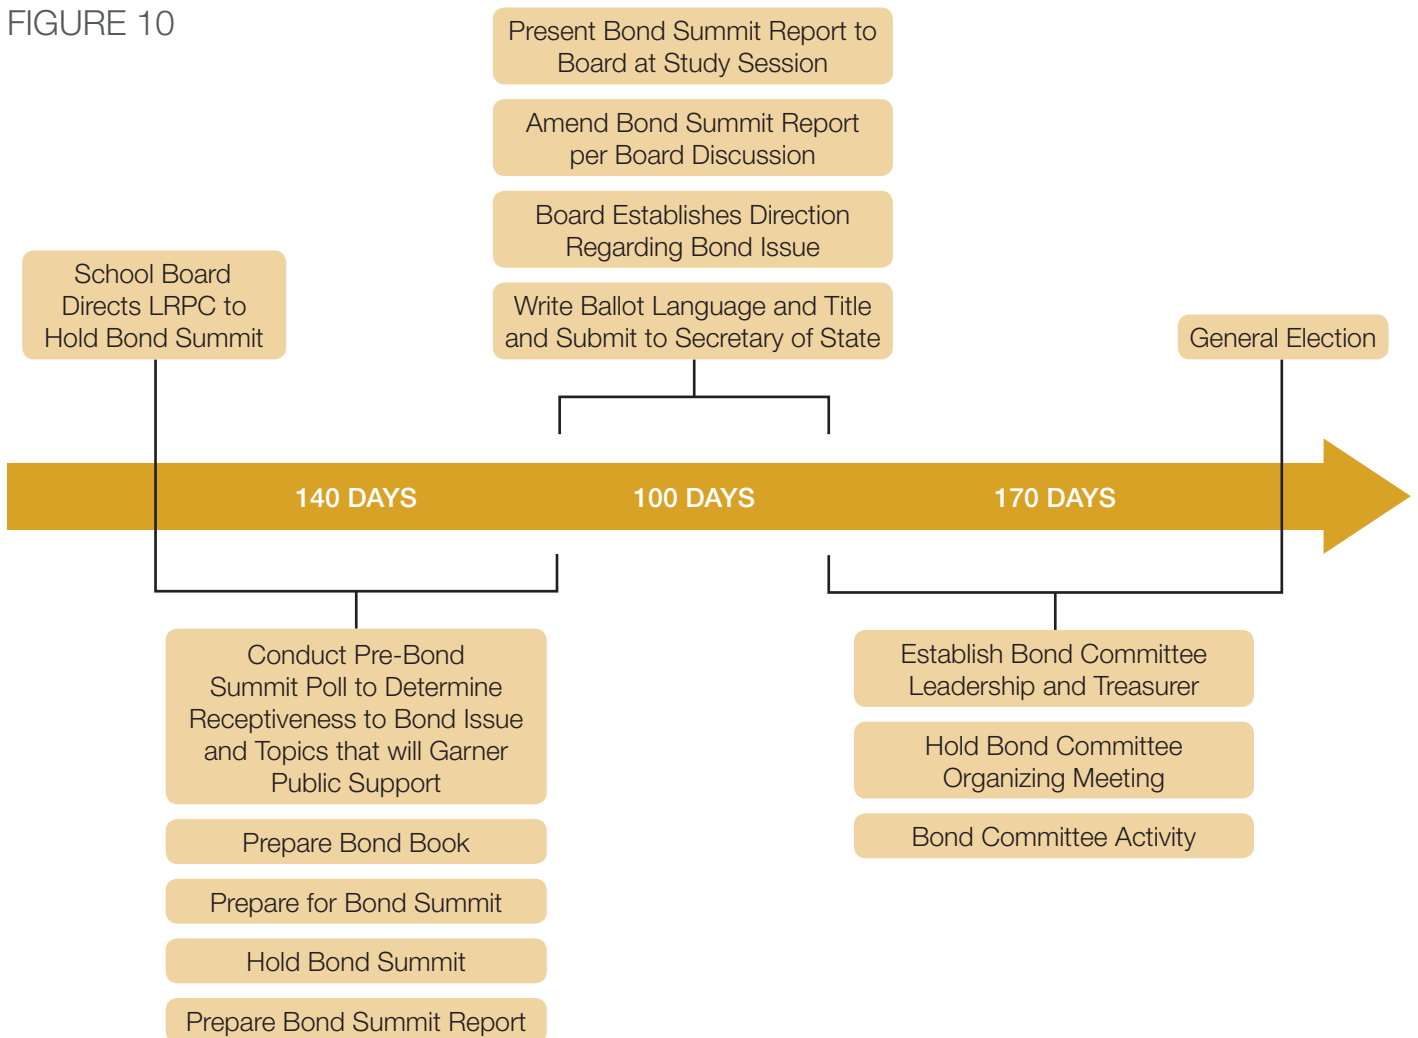 FIGURE 10
Present Bond Summit Report to
Board at Study Session
Amend Bond Summit Report
per Board Discussion
Board Establishes Direction
Regarding Bond Issue
Write Ballot Language and Title
and Submit to Secretary of State
School Board
Directs LRPC to
Hold Bond Summit
General Election
140 DAYS
100 DAYS
170 DAYS
Conduct Pre-Bond
Summit Poll to Determine
Receptiveness to Bond Issue
and Topics that will Garner
Public Support
Prepare Bond Book
Prepare for Bond Summit
Hold Bond Summit
Prepare Bond Summit Report
Establish Bond Committee
Leadership and Treasurer
Hold Bond Committee
Organizing Meeting
Bond Committee Activity